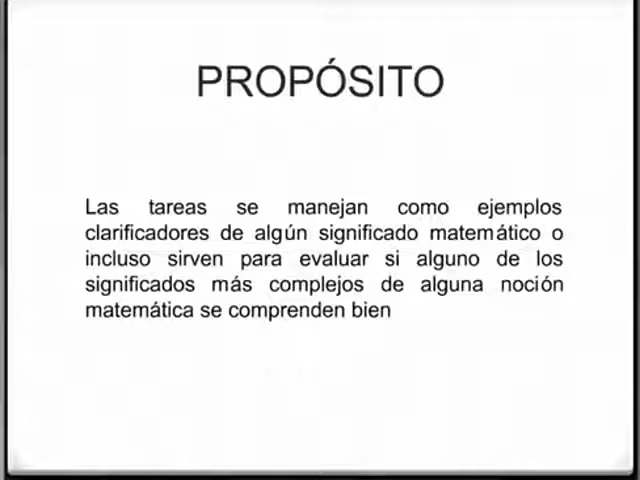 PROPÓSITO
Las tareas se manejan como ejemplos
clarificadores de algún significado matemático o
incluso sirven para evaluar si alguno de los
significados más complejos de alguna noción
matemática se comprenden bien